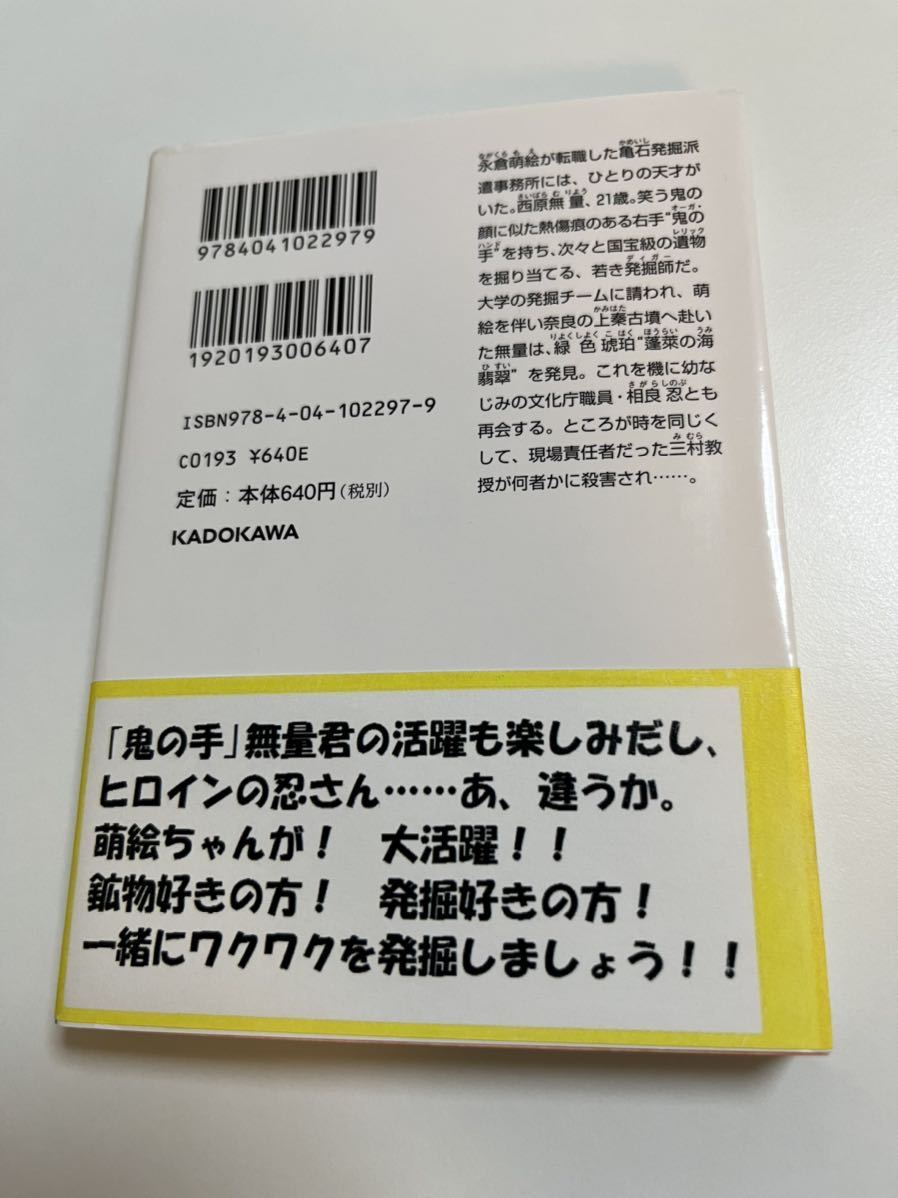 9784041022979
1920193006407
ISBN978-4-04-102297-9
C0193 ¥640E
定価：本体640円（税別）
KADOKAWA
永倉萌絵が転職した亀石発掘派
遣事務所には、ひとりの天才が
いた。西原無量、21歳。笑う鬼の
顔に似た熱傷痕のある右手“鬼の
手”を持ち、次々と国宝級の遺物
を掘り当てる、若き発掘師だ。
大学の発掘チームに請われ、萌
絵を伴い奈良の上秦古墳へ赴い
た無量は、緑色琥珀“蓬莱の海
翡翠”を発見。これを機に幼な
じみの文化庁職員・相良忍とも
再会する。ところが時を同じく
して、現場責任者だった三村教
授が何者かに殺害され……。
「鬼の手」無量君の活躍も楽しみだし、
ヒロインの忍さん……あ、違うか。
萌絵ちゃんが！　大活躍！！
鉱物好きの方！　発掘好きの方！
一緒にワクワクを発掘しましょう！！